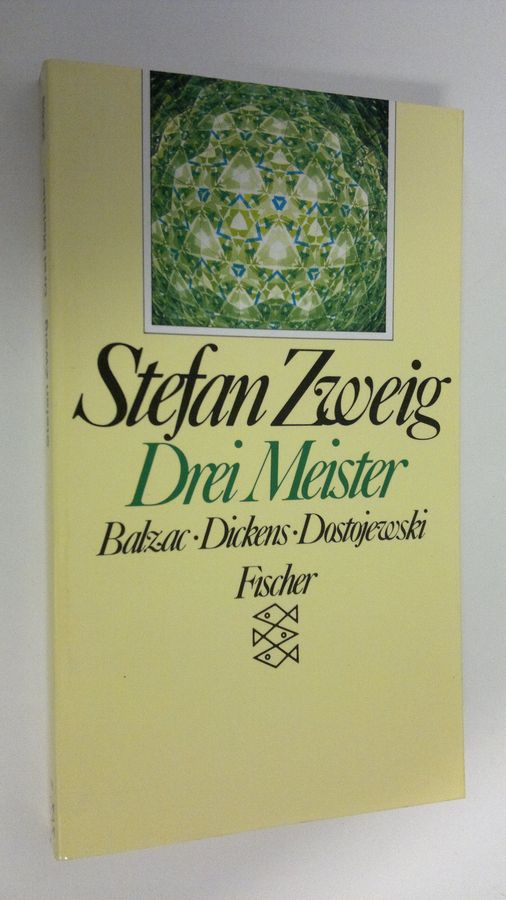 Stefan Zweig
Drei Meister
Balzac · Dickens · Dostojewski
Fischer